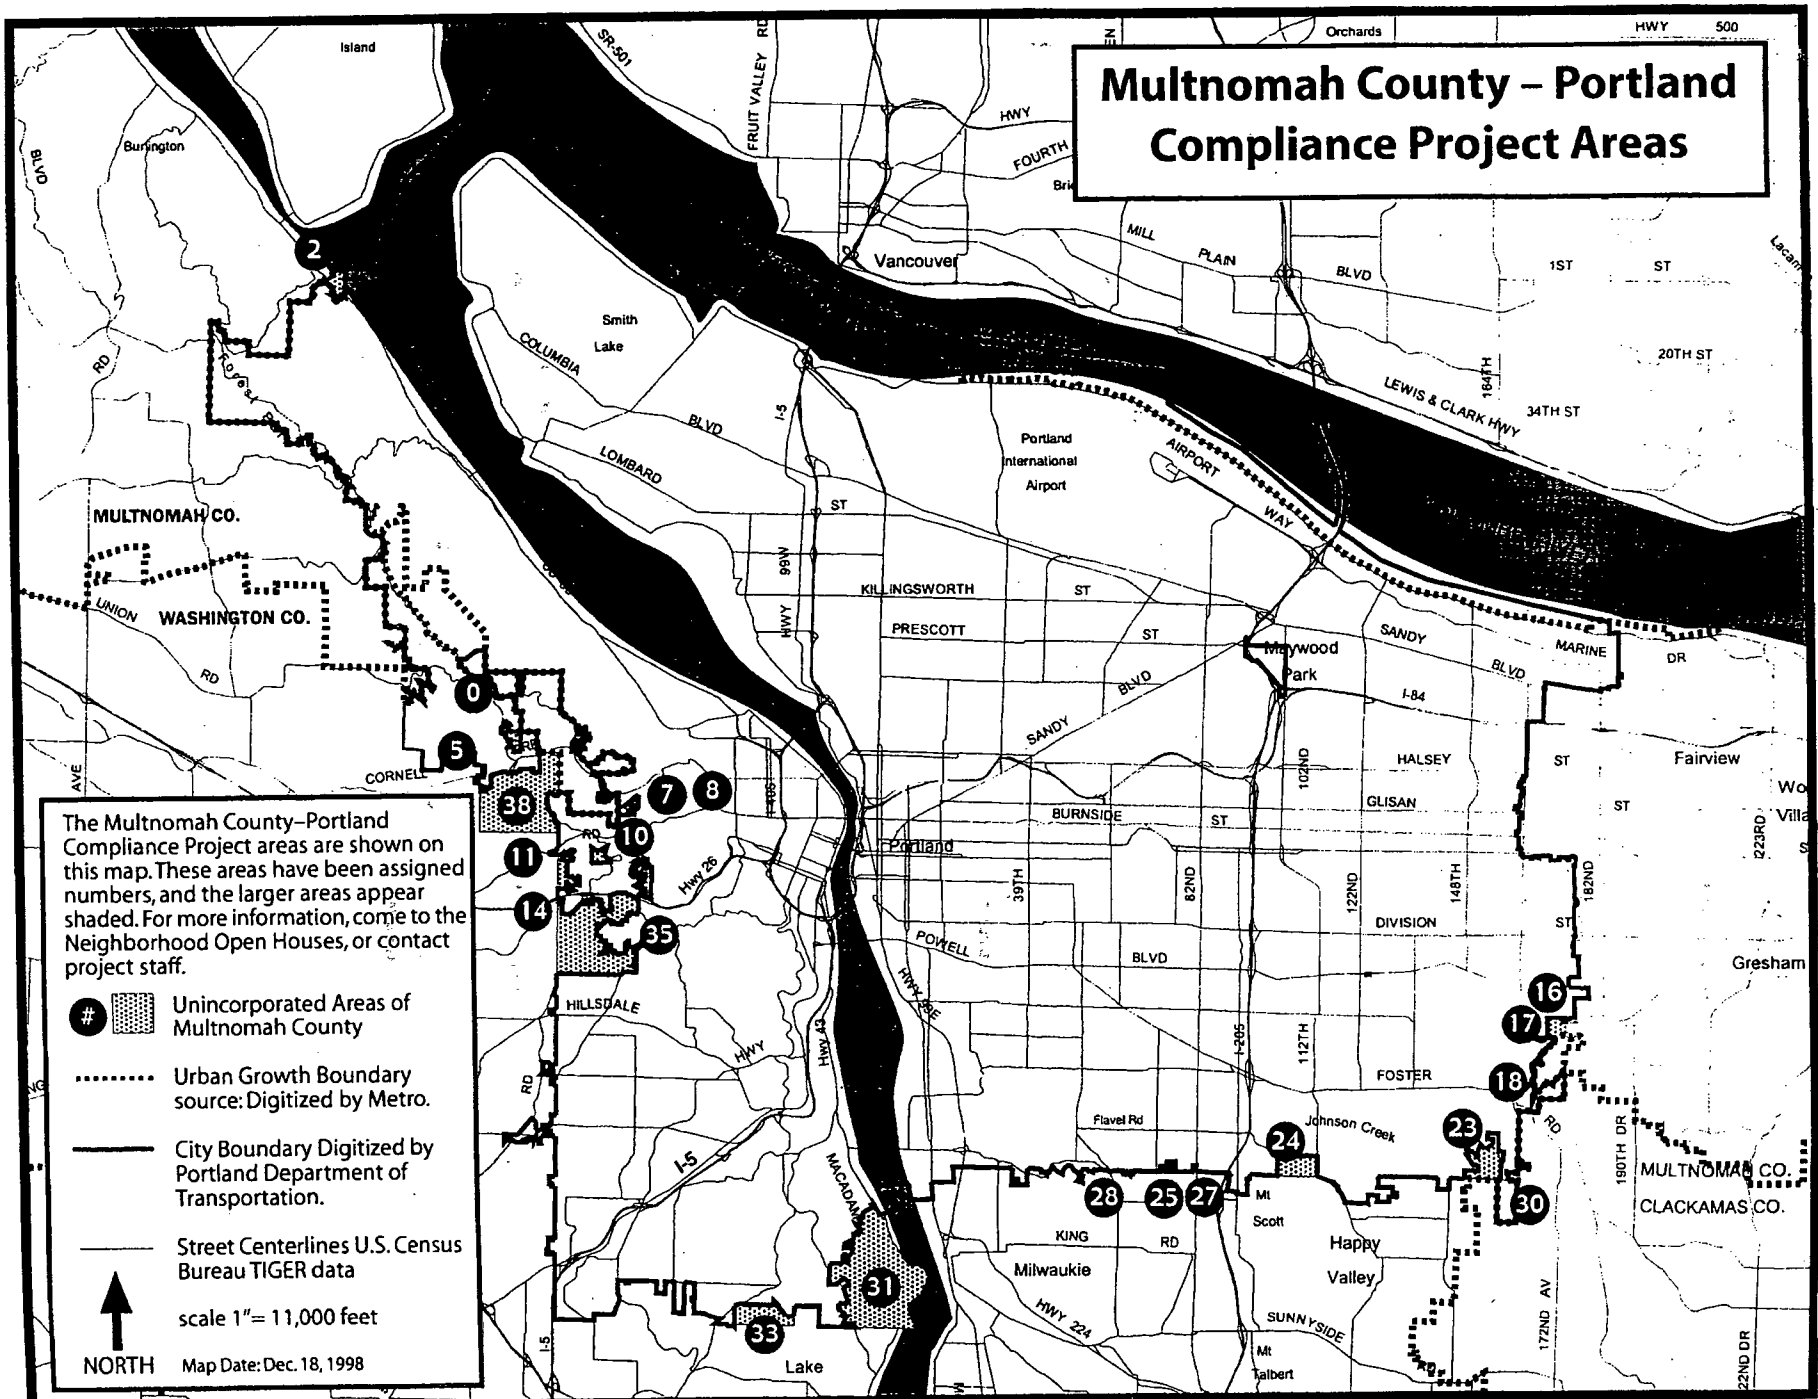 Multnomah County – Portland
Compliance Project Areas
Island
SR-501
FRUIT VALLEY RD
Orchards
HWY 500
HWY
FOURTH
Burlington
BLVD
2
Vancouver
MILL
PLAIN
BLVD
1ST ST
Smith
Lake
COLUMBIA
BLVD
I-5
RD
164TH
20TH ST
LEWIS & CLARK HWY
34TH ST
Portland
International
Airport
AIRPORT
WAY
LOMBARD
ST
MULTNOMAH CO.
WASHINGTON CO.
UNION
RD
HWY
99W
KILLINGSWORTH ST
PRESCOTT ST
SANDY
BLVD
MARINE
DR
Maywood
Park
I-84
SANDY
BLVD
0
5
CORNELL
AVE
38
7
8
RD
10
11
14
35
Hwy 26
102ND
HALSEY ST
Fairview
GLISAN ST
BURNSIDE ST
Portland
39TH
82ND
122ND
148TH
182ND
223RD
DIVISION ST
POWELL
BLVD
Gresham
HWY 99E
Hwy 43
HILLSDALE
HWY
RD
I-205
112TH
16
17
18
FOSTER
RD
Flavel Rd
Johnson Creek
24
23
190TH DR
MULTNOMAH CO.
CLACKAMAS CO.
28
25
27
30
Mt
Scott
I-5
MACADAM
KING RD
Milwaukie
Happy
Valley
31
33
Lake
HWY 224
SUNNYSIDE
RD
Mt
Talbert
172ND AV
I-5
The Multnomah County–Portland
Compliance Project areas are shown on
this map. These areas have been assigned
numbers, and the larger areas appear
shaded. For more information, come to the
Neighborhood Open Houses, or contact
project staff.
# Unincorporated Areas of
Multnomah County
Urban Growth Boundary
source: Digitized by Metro.
City Boundary Digitized by
Portland Department of
Transportation.
Street Centerlines U.S. Census
Bureau TIGER data
scale 1"= 11,000 feet
NORTH Map Date: Dec. 18, 1998